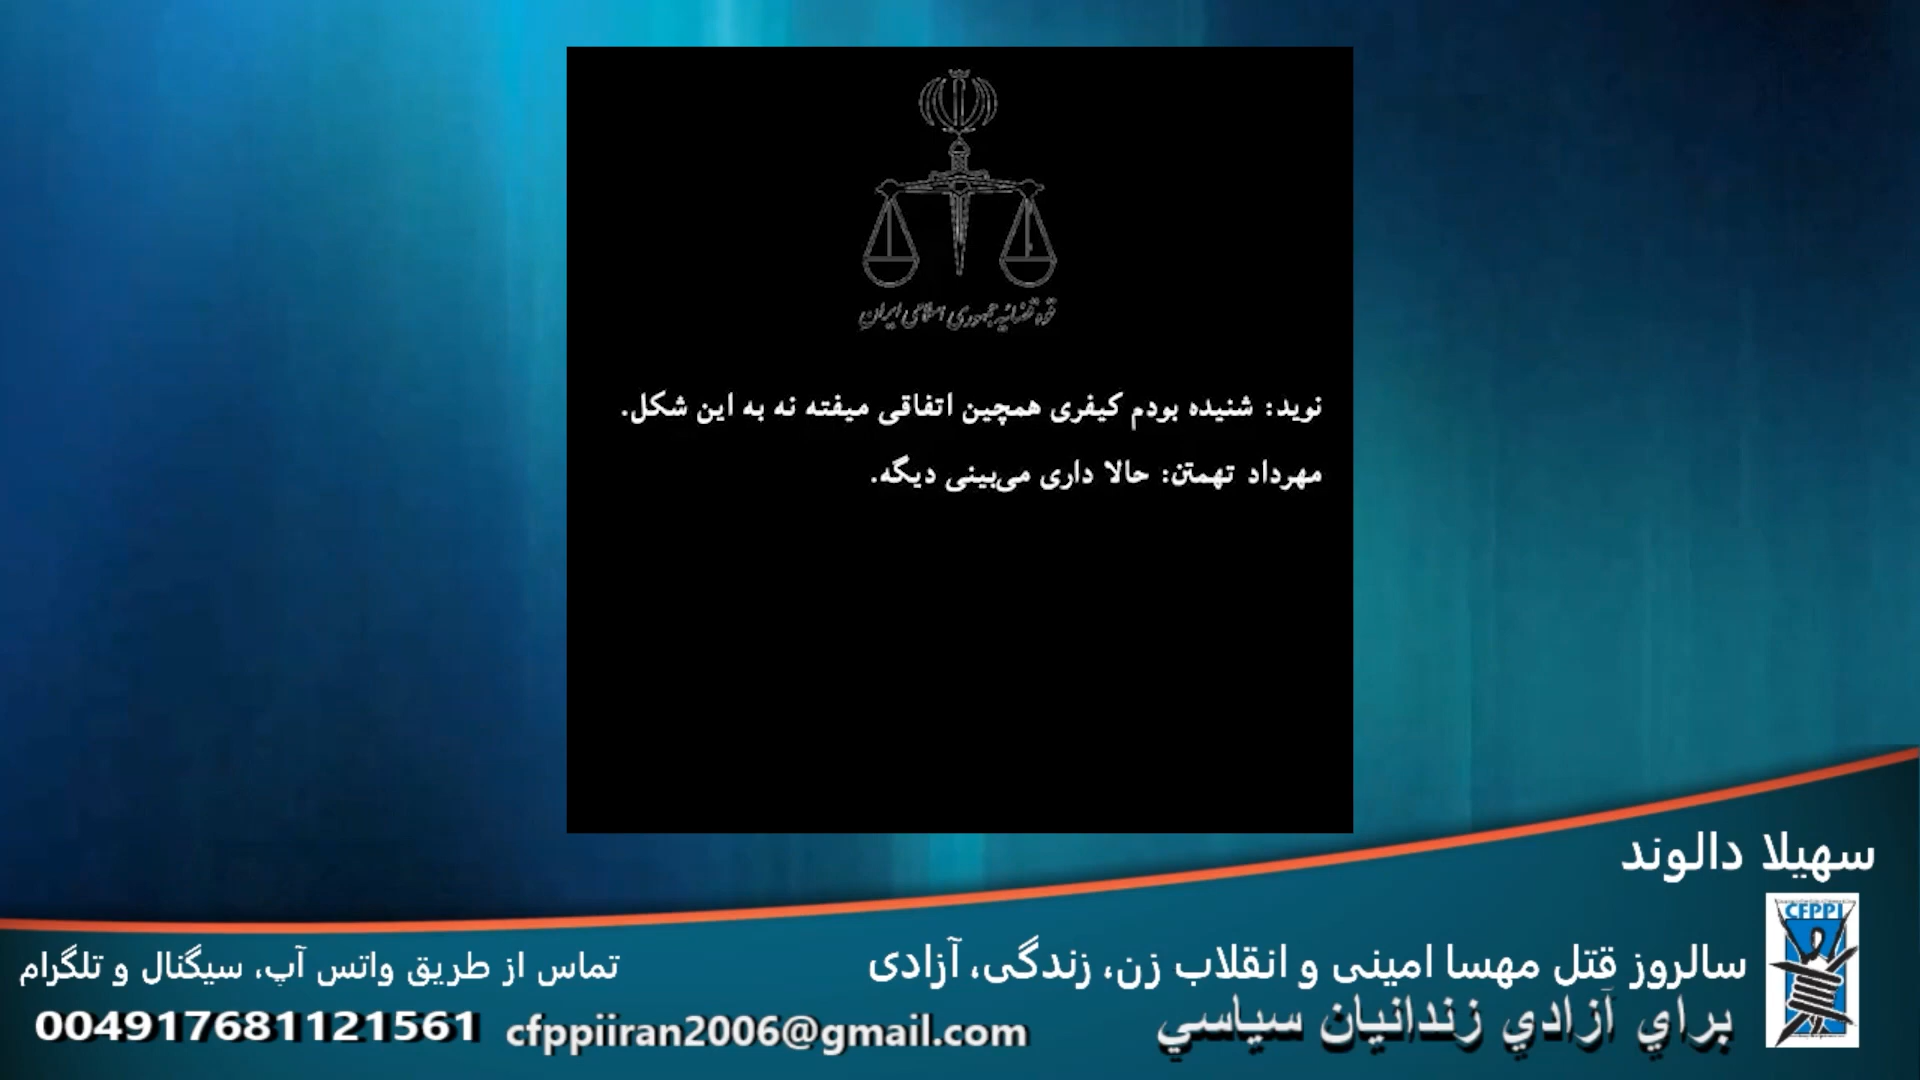 قوه قضائیه جمهوری اسلامی ایران
نوید: شنیده بودم کیفری همچین اتفاقی میفته نه به این شکل.
مهرداد تهمتن: حالا داری می‌بینی دیگه.
سهیلا دالوند
CFPPI
سالروز قتل مهسا امینی و انقلاب زن، زندگی، آزادی
براي آزادي زندانيان سياسي
تماس از طریق واتس آپ، سیگنال و تلگرام
004917681121561
cfppiiran2006@gmail.com